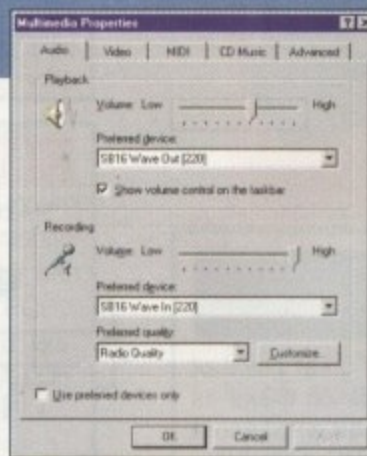 Multimedia Properties
Audio Video MIDI CD Music Advanced
Playback
Volume: Low High
Preferred device:
SB16 Wave Out [220]
Show volume control on the taskbar
Recording
Volume: Low High
Preferred device:
SB16 Wave In [220]
Preferred quality:
Radio Quality Customize...
Use preferred devices only
OK Cancel Apply